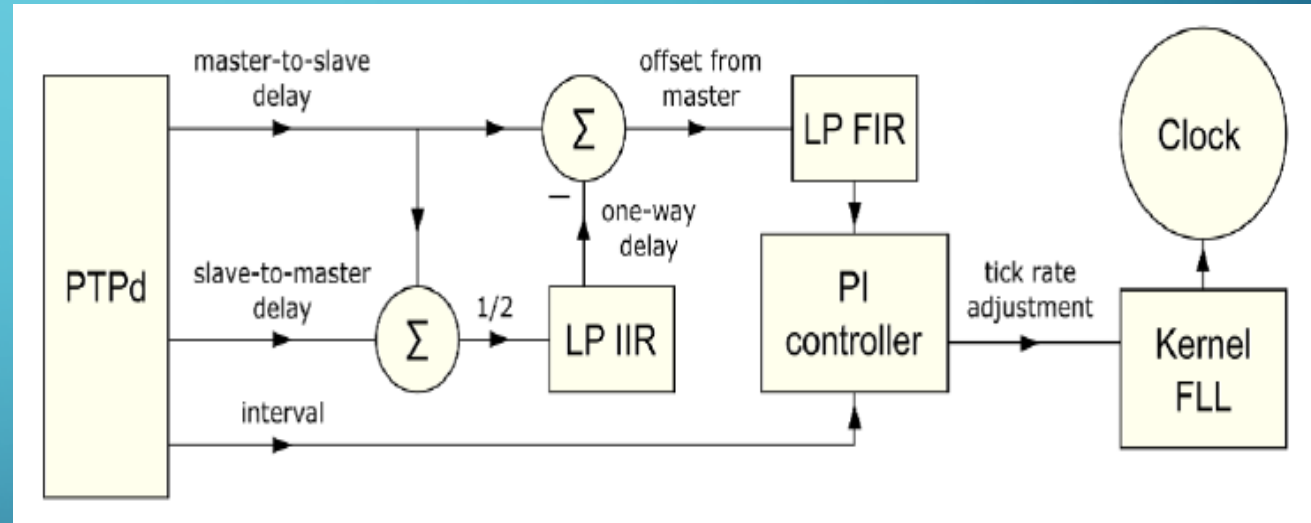 master-to-slave
delay
offset from
master
Σ
LP FIR
Clock
–
one-way
delay
PTPd
slave-to-master
delay
Σ
1/2
LP IIR
PI
controller
tick rate
adjustment
Kernel
FLL
interval